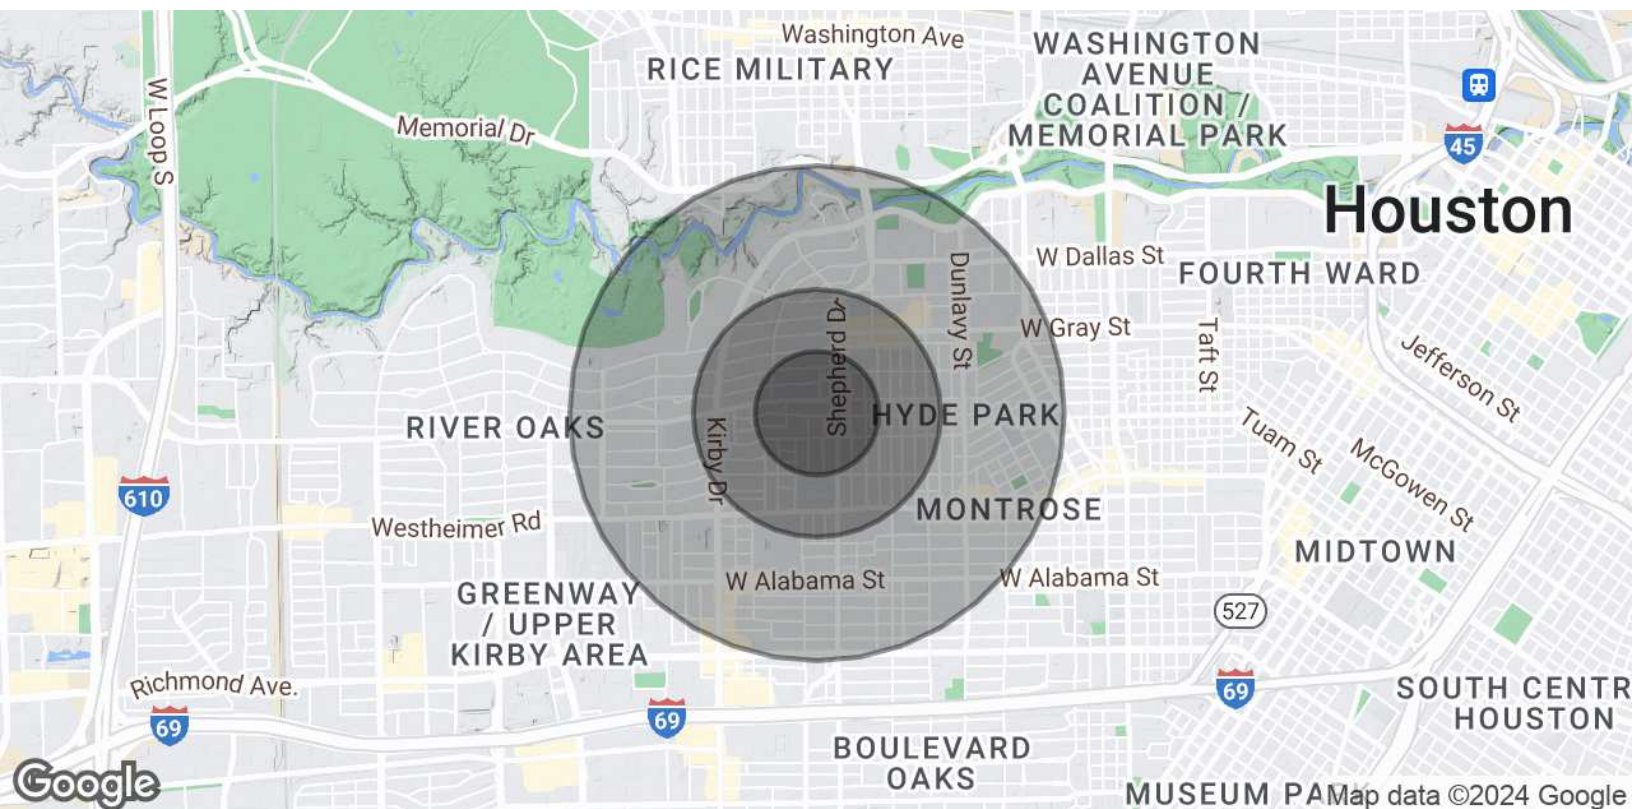 Washington Ave
RICE MILITARY
WASHINGTON
AVENUE
COALITION /
MEMORIAL PARK
W Loop S
Memorial Dr
45
Houston
W Dallas St
FOURTH WARD
Dunlavy St
Shepherd Dr
W Gray St
Taft St
Jefferson St
RIVER OAKS
HYDE PARK
Kirby Dr
Tuam St
McGowen St
610
Westheimer Rd
MONTROSE
MIDTOWN
GREENWAY
/ UPPER
KIRBY AREA
W Alabama St
W Alabama St
527
Richmond Ave.
69
69
69
SOUTH CENTR
HOUSTON
BOULEVARD
OAKS
Google
MUSEUM PARK
Map data ©2024 Google